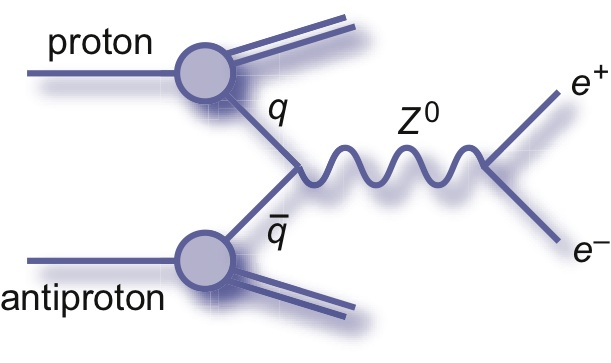 proton
q
Z⁰
e⁺
q̄
e⁻
antiproton